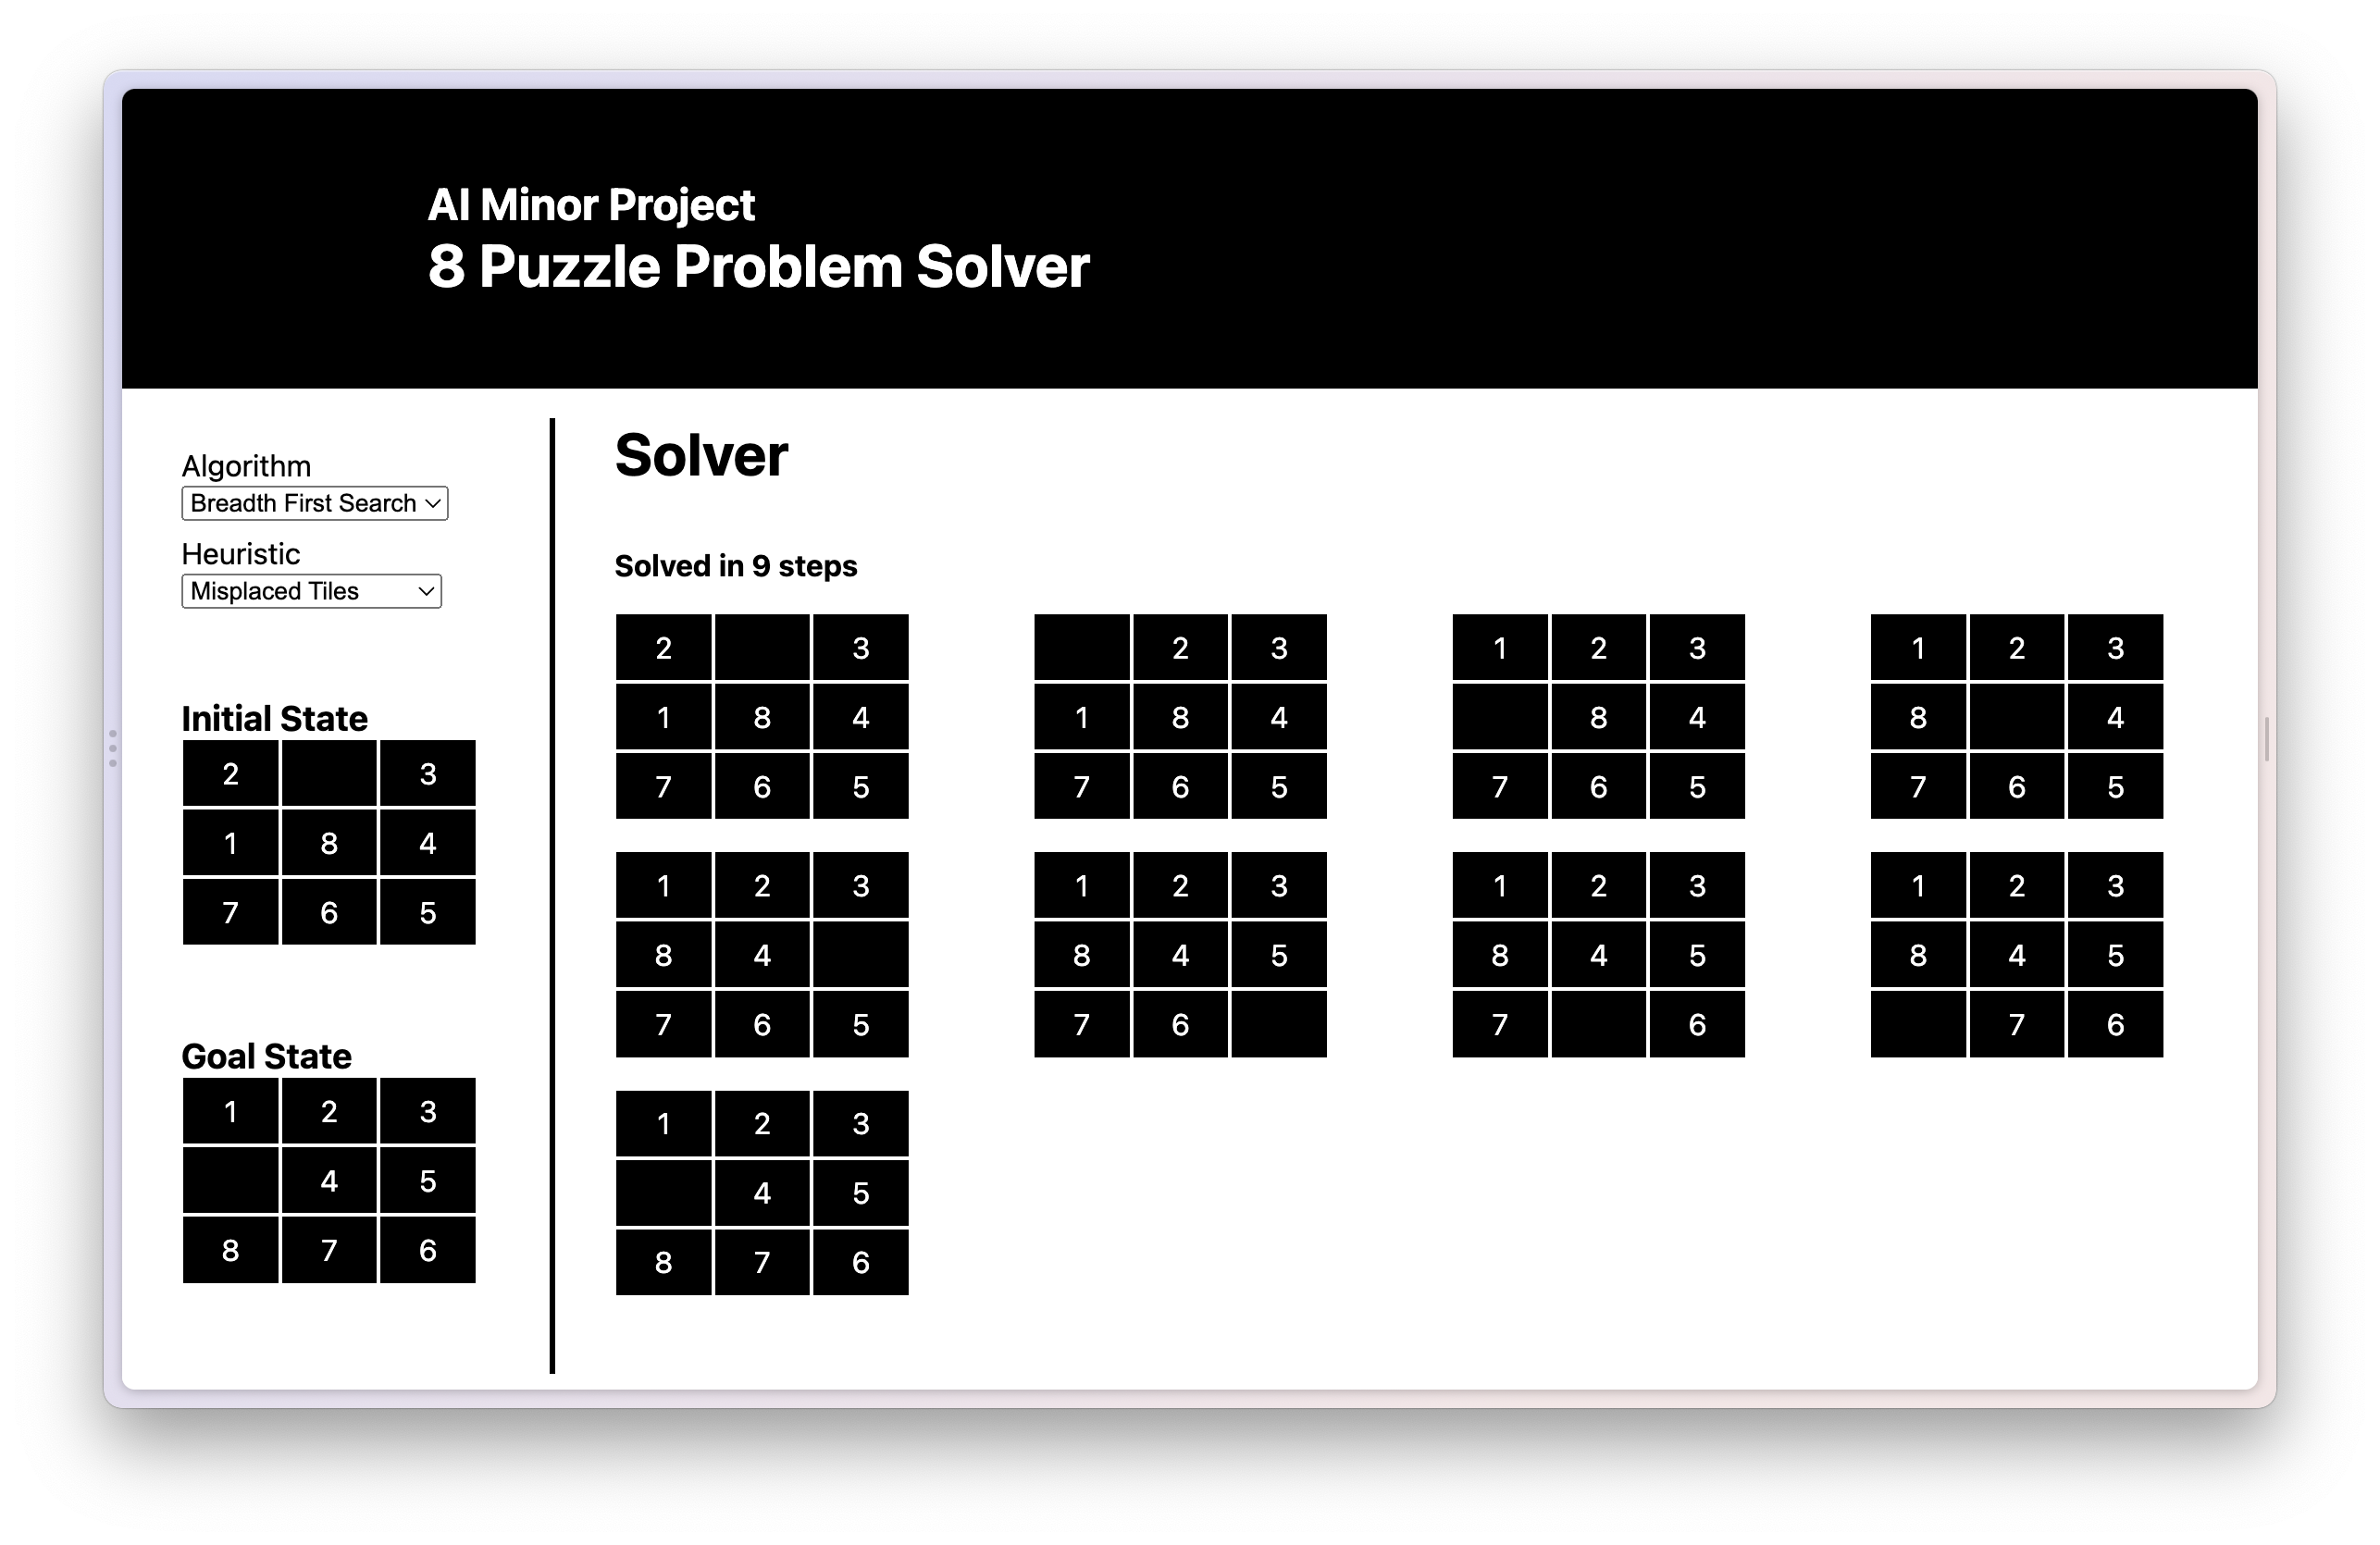 AI Minor Project
8 Puzzle Problem Solver
Algorithm
Breadth First Search
Heuristic
Misplaced Tiles
Initial State
2 3
1 8 4
7 6 5
Goal State
1 2 3
4 5
8 7 6
Solver
Solved in 9 steps
2 3
1 8 4
7 6 5
2 3
1 8 4
7 6 5
1 2 3
8 4
7 6 5
1 2 3
8 4
7 6 5
1 2 3
8 4
7 6 5
1 2 3
8 4 5
7 6
1 2 3
8 4 5
7 6
1 2 3
8 4 5
7 6
1 2 3
4 5
8 7 6